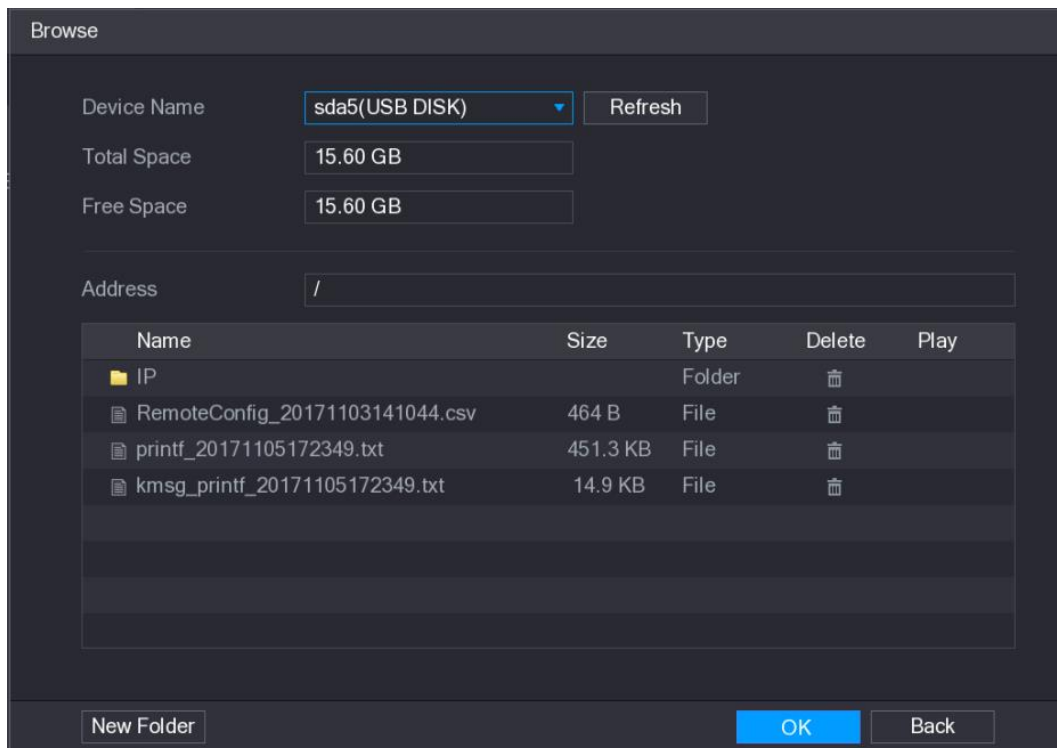 Browse
Device Name sda5(USB DISK) Refresh
Total Space 15.60 GB
Free Space 15.60 GB
Address /
Name Size Type Delete Play
IP Folder
RemoteConfig_20171103141044.csv 464 B File
printf_20171105172349.txt 451.3 KB File
kmsg_printf_20171105172349.txt 14.9 KB File
New Folder OK Back